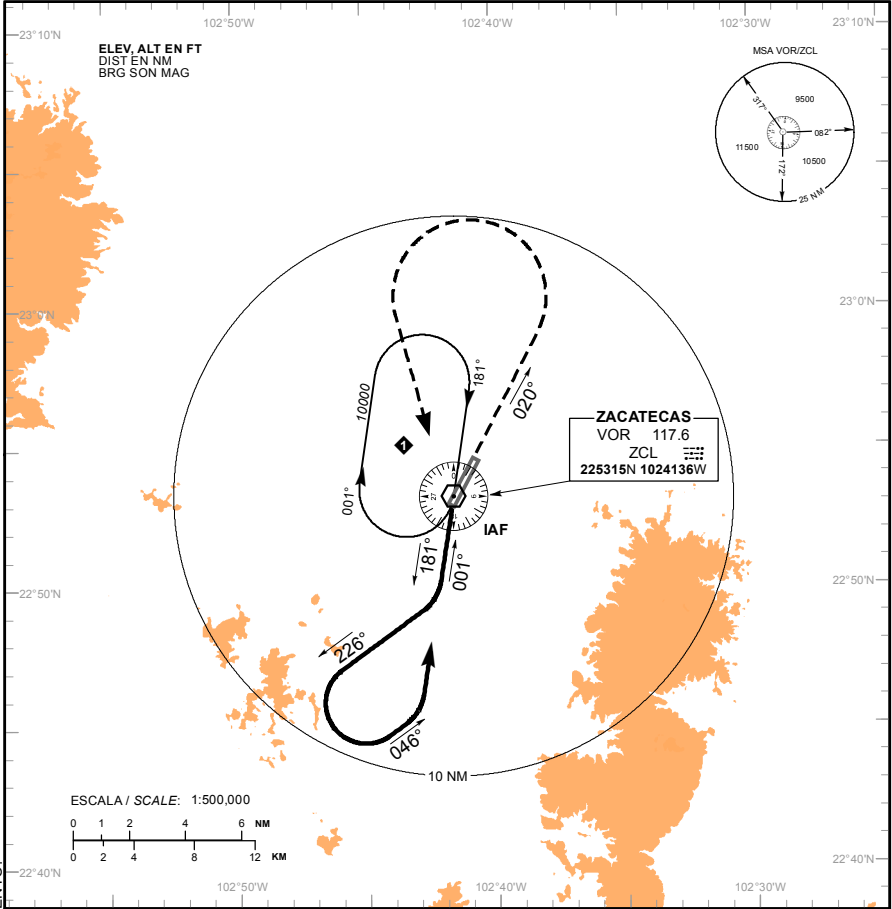 102°50'W
102°40'W
102°30'W
23°10'N
23°10'N
ELEV, ALT EN FT
DIST EN NM
BRG SON MAG
MSA VOR/ZCL
317°
9500
082°
11500
10500
172°
25 NM
23°0'N
23°0'N
10000
181°
020°
1
001°
ZACATECAS
VOR 117.6
ZCL
225315N 1024136W
0
27
9
IAF
181°
001°
22°50'N
22°50'N
226°
046°
10 NM
ESCALA / SCALE: 1:500,000
0 1 2 4 6 NM
0 2 4 8 12 KM
22°40'N
22°40'N
102°50'W
102°40'W
102°30'W